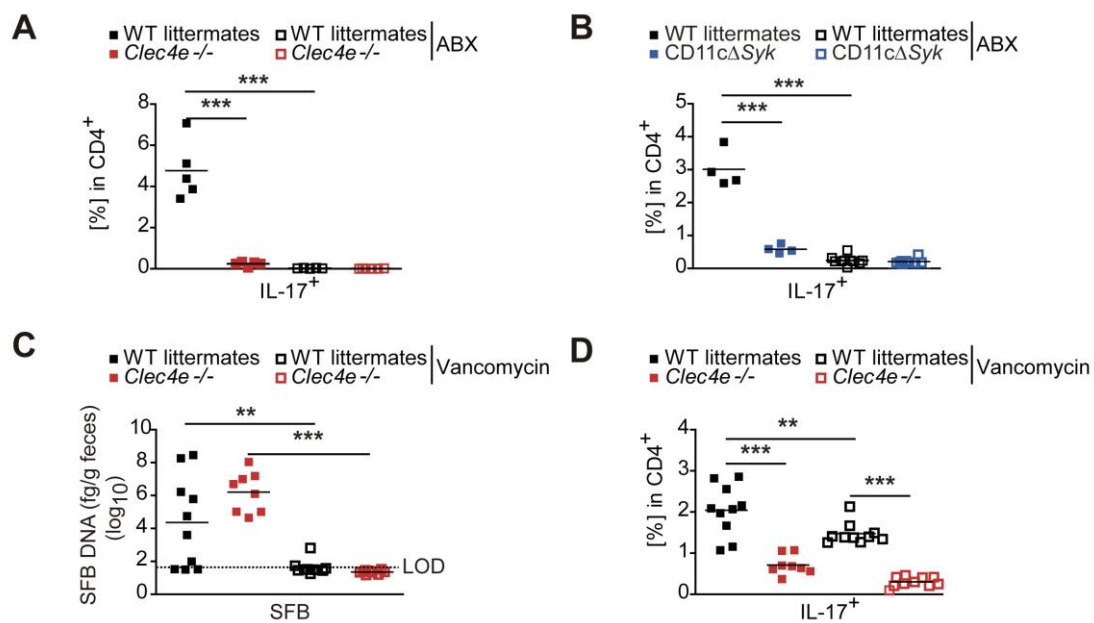 A
■ WT littermates □ WT littermates
■ Clec4e -/- □ Clec4e -/-
ABX
***
***
[%] in CD4+
8
6
4
2
0
IL-17+
B
■ WT littermates □ WT littermates
■ CD11cΔSyk □ CD11cΔSyk
ABX
***
***
[%] in CD4+
5
4
3
2
1
0
IL-17+
C
■ WT littermates □ WT littermates
■ Clec4e -/- □ Clec4e -/-
Vancomycin
**
***
SFB DNA (fg/g feces)
(log10)
10
8
6
4
2
0
LOD
SFB
D
■ WT littermates □ WT littermates
■ Clec4e -/- □ Clec4e -/-
Vancomycin
**
***
***
[%] in CD4+
4
3
2
1
0
IL-17+